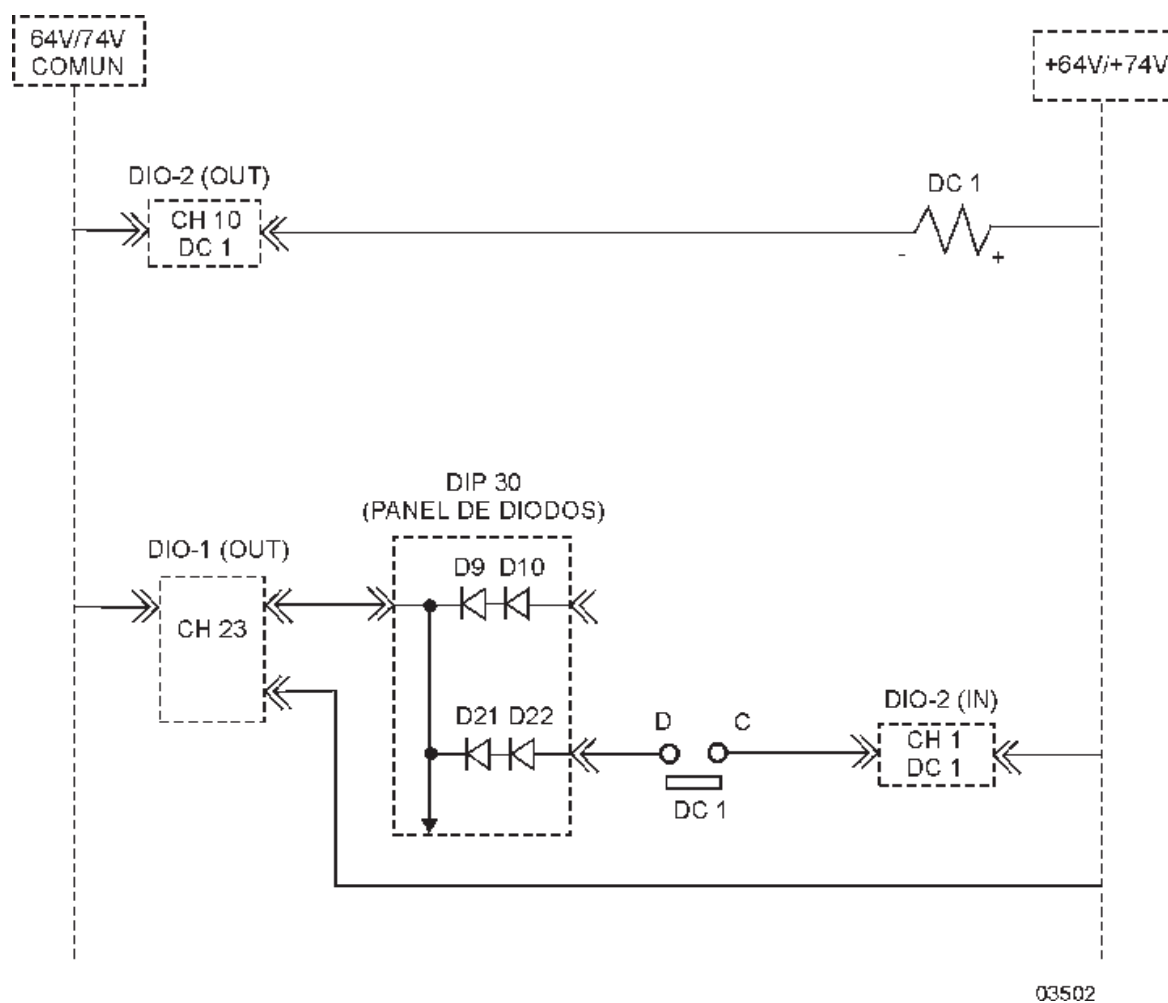 64V/74V
COMUN
+64V/+74V
DIO-2 (OUT)
CH 10
DC 1
DC 1
-
+
DIP 30
(PANEL DE DIODOS)
DIO-1 (OUT)
CH 23
D9 D10
D21 D22
D C
DC 1
DIO-2 (IN)
CH 1
DC 1
03502